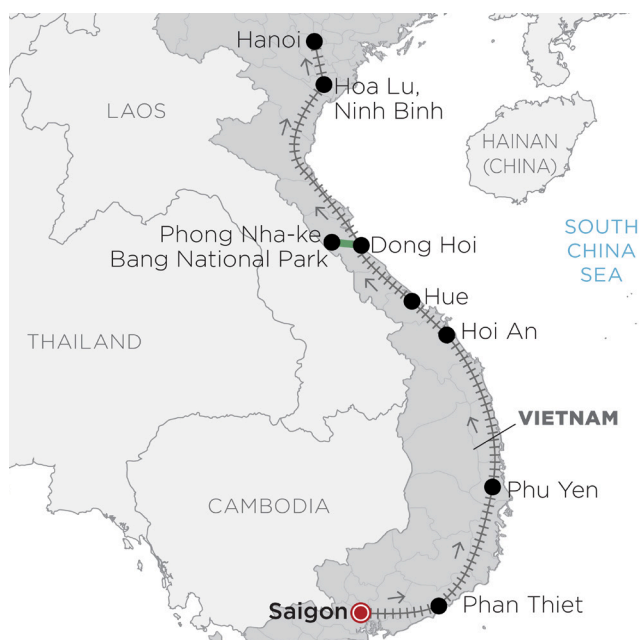 Hanoi
Hoa Lu,
Ninh Binh
LAOS
HAINAN
(CHINA)
SOUTH
CHINA
SEA
Phong Nha-ke
Bang National Park
Dong Hoi
Hue
Hoi An
THAILAND
VIETNAM
Phu Yen
CAMBODIA
Saigon
Phan Thiet